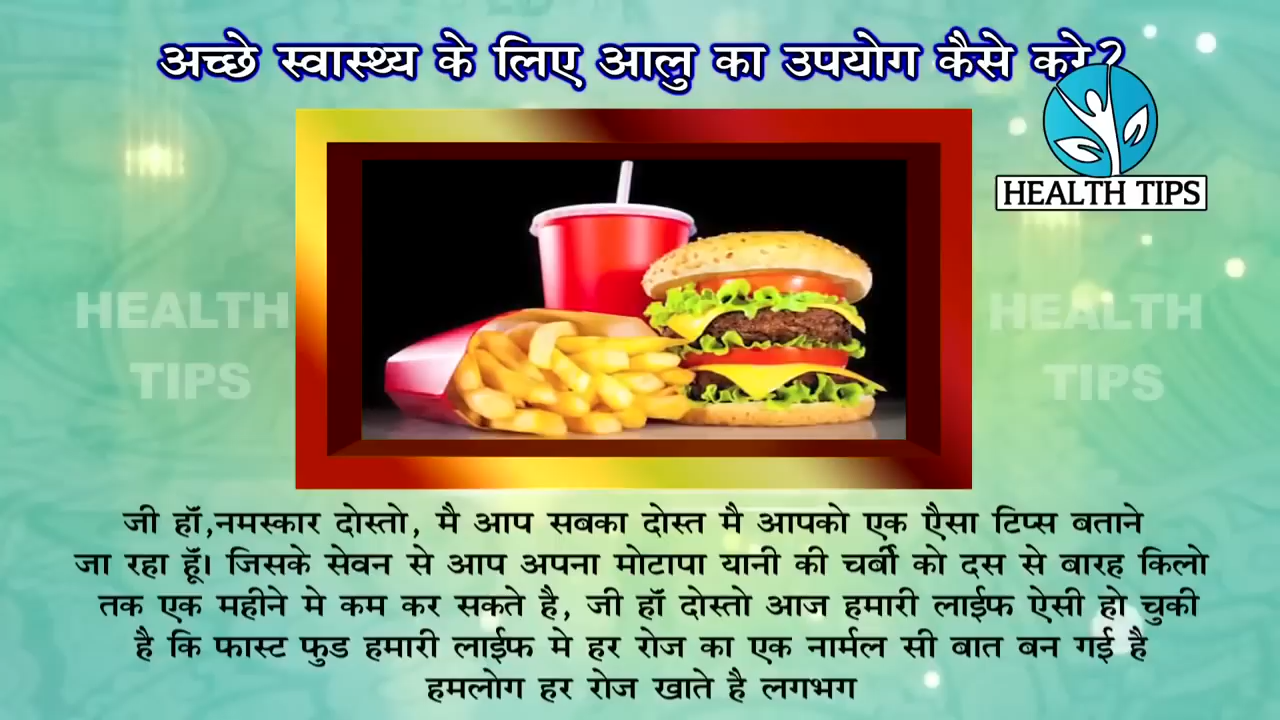 अच्छे स्वास्थ्य के लिए आलु का उपयोग कैसे करे?
HEALTH TIPS
HEALTH
TIPS
HEALTH
TIPS
जी हॉं,नमस्कार दोस्तो, मै आप सबका दोस्त मै आपको एक एैसा टिप्स बताने
जा रहा हूॅं। जिसके सेवन से आप अपना मोटापा यानी की चर्बी को दस से बारह किलो
तक एक महीने मे कम कर सकते है, जी हॉं दोस्तो आज हमारी लाईफ ऐसी हो चुकी
है कि फास्ट फुड हमारी लाईफ मे हर रोज का एक नार्मल सी बात बन गई है
हमलोग हर रोज खाते है लगभग